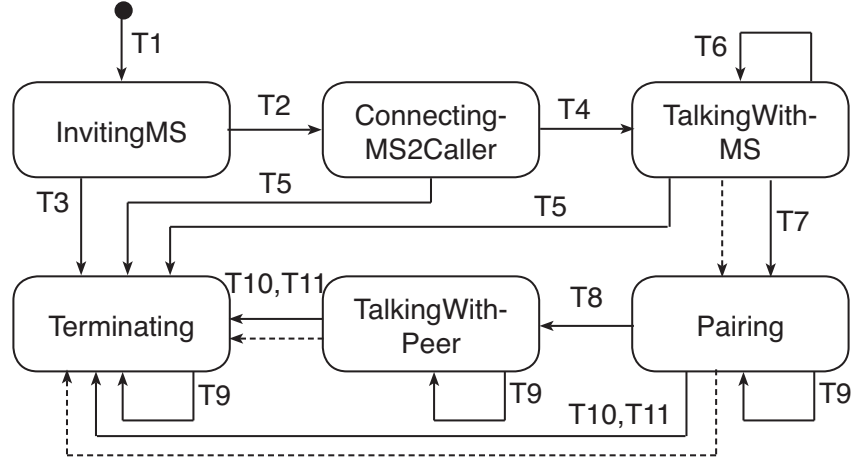 T1
T6
InvitingMS
T2
Connecting-
MS2Caller
T4
TalkingWith-
MS
T3
T5
T5
T7
Terminating
T10,T11
TalkingWith-
Peer
T8
Pairing
T9
T9
T10,T11
T9